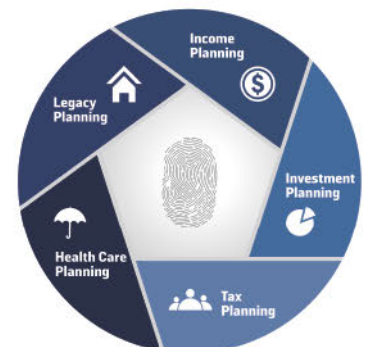 Income
Planning
$
Investment
Planning
Tax
Planning
Health Care
Planning
Legacy
Planning